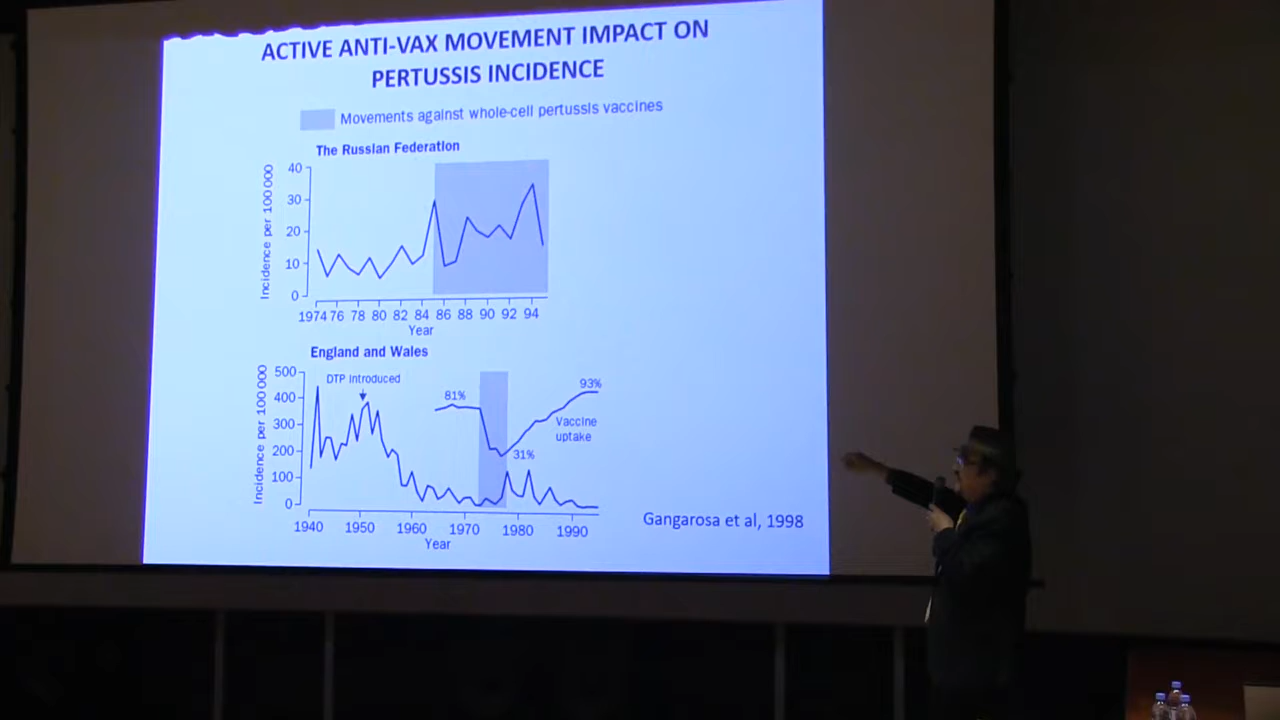 ACTIVE ANTI-VAX MOVEMENT IMPACT ON
PERTUSSIS INCIDENCE
Movements against whole-cell pertussis vaccines
The Russian Federation
Incidence per 100 000
40
30
20
10
0
1974 76 78 80 82 84 86 88 90 92 94
Year
England and Wales
Incidence per 100 000
500
400
300
200
100
0
DTP introduced
81%
93%
Vaccine
uptake
31%
1940 1950 1960 1970 1980 1990
Year
Gangarosa et al, 1998